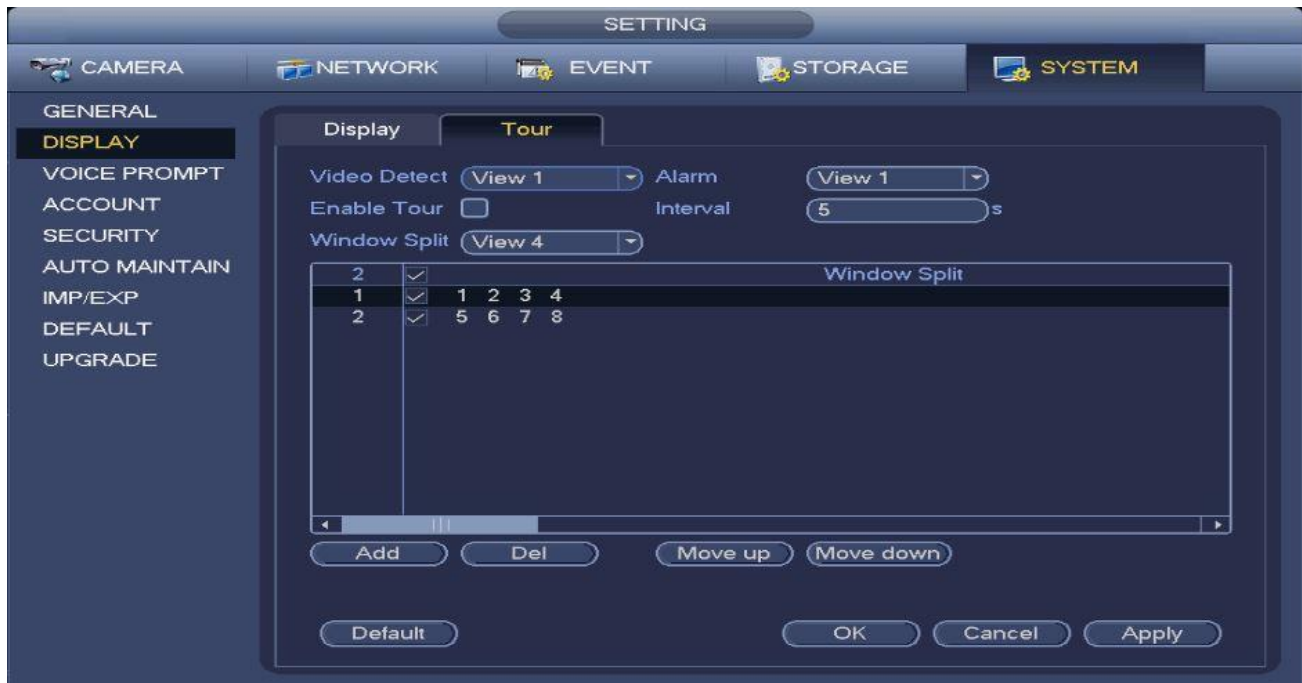 SETTING
CAMERA NETWORK EVENT STORAGE SYSTEM
GENERAL
DISPLAY
VOICE PROMPT
ACCOUNT
SECURITY
AUTO MAINTAIN
IMP/EXP
DEFAULT
UPGRADE
Display Tour
Video Detect View 1 Alarm View 1
Enable Tour Interval 5 s
Window Split View 4
2 Window Split
1 1 2 3 4
2 5 6 7 8
Add Del Move up Move down
Default OK Cancel Apply